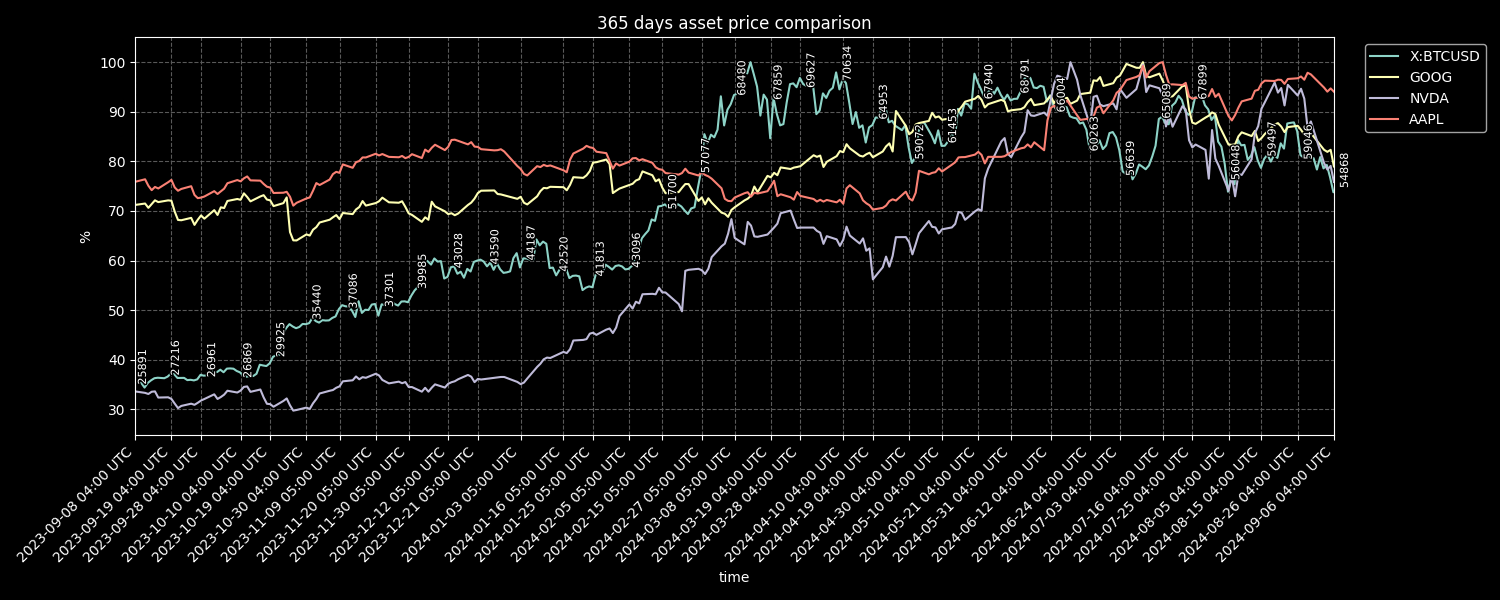 365 days asset price comparison
X:BTCUSD
GOOG
NVDA
AAPL
%
100
90
80
70
60
50
40
30
25891
27216
26961
26869
29925
35440
37086
37301
39985
43028
43590
44187
42520
41813
43096
51700
57077
68480
67859
69627
70634
64953
59072
61453
67940
68791
66004
60263
56639
65089
67899
56048
59497
59046
54868
2023-09-08 04:00 UTC
2023-09-19 04:00 UTC
2023-09-28 04:00 UTC
2023-10-10 04:00 UTC
2023-10-19 04:00 UTC
2023-10-30 04:00 UTC
2023-11-09 05:00 UTC
2023-11-20 05:00 UTC
2023-11-30 05:00 UTC
2023-12-12 05:00 UTC
2023-12-21 05:00 UTC
2024-01-03 05:00 UTC
2024-01-16 05:00 UTC
2024-01-25 05:00 UTC
2024-02-05 05:00 UTC
2024-02-15 05:00 UTC
2024-02-27 05:00 UTC
2024-03-08 05:00 UTC
2024-03-19 04:00 UTC
2024-03-28 04:00 UTC
2024-04-10 04:00 UTC
2024-04-19 04:00 UTC
2024-04-30 04:00 UTC
2024-05-10 04:00 UTC
2024-05-21 04:00 UTC
2024-05-31 04:00 UTC
2024-06-12 04:00 UTC
2024-06-24 04:00 UTC
2024-07-03 04:00 UTC
2024-07-16 04:00 UTC
2024-07-25 04:00 UTC
2024-08-05 04:00 UTC
2024-08-15 04:00 UTC
2024-08-26 04:00 UTC
2024-09-06 04:00 UTC
time